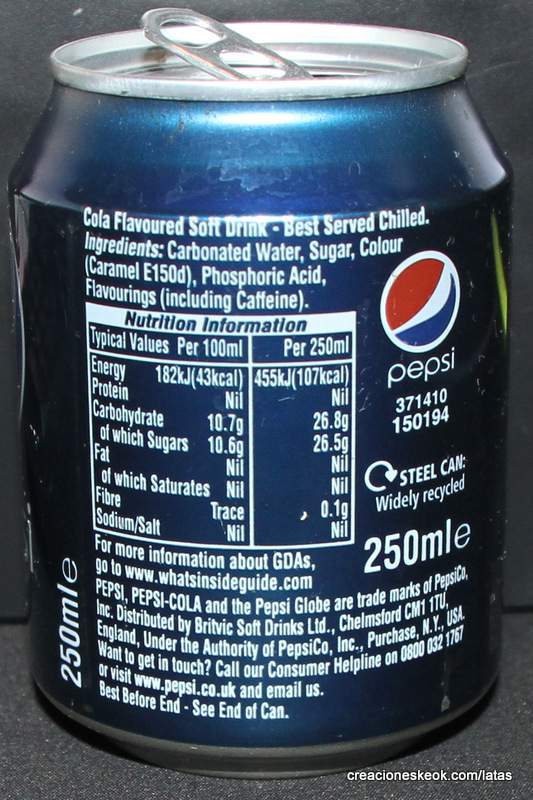 Cola Flavoured Soft Drink - Best Served Chilled.
Ingredients: Carbonated Water, Sugar, Colour
(Caramel E150d), Phosphoric Acid,
Flavourings (including Caffeine).
Nutrition Information
Typical Values Per 100ml Per 250ml
Energy 182kJ(43kcal) 455kJ(107kcal)
Protein Nil Nil
Carbohydrate 10.7g 26.8g
of which Sugars 10.6g 26.5g
Fat Nil Nil
of which Saturates Nil Nil
Fibre Trace 0.1g
Sodium/Salt Nil Nil
pepsi
371410
150194
STEEL CAN:
Widely recycled
250ml e
For more information about GDAs,
go to www.whatsinsideguide.com
PEPSI, PEPSI-COLA and the Pepsi Globe are trade marks of PepsiCo,
Inc. Distributed by Britvic Soft Drinks Ltd., Chelmsford CM1 1TU,
England, Under the Authority of PepsiCo, Inc., Purchase, N.Y., USA.
Want to get in touch? Call our Consumer Helpline on 0800 032 1767
or visit www.pepsi.co.uk and email us.
Best Before End - See End of Can.
250ml e
creacioneskeok.com/latas